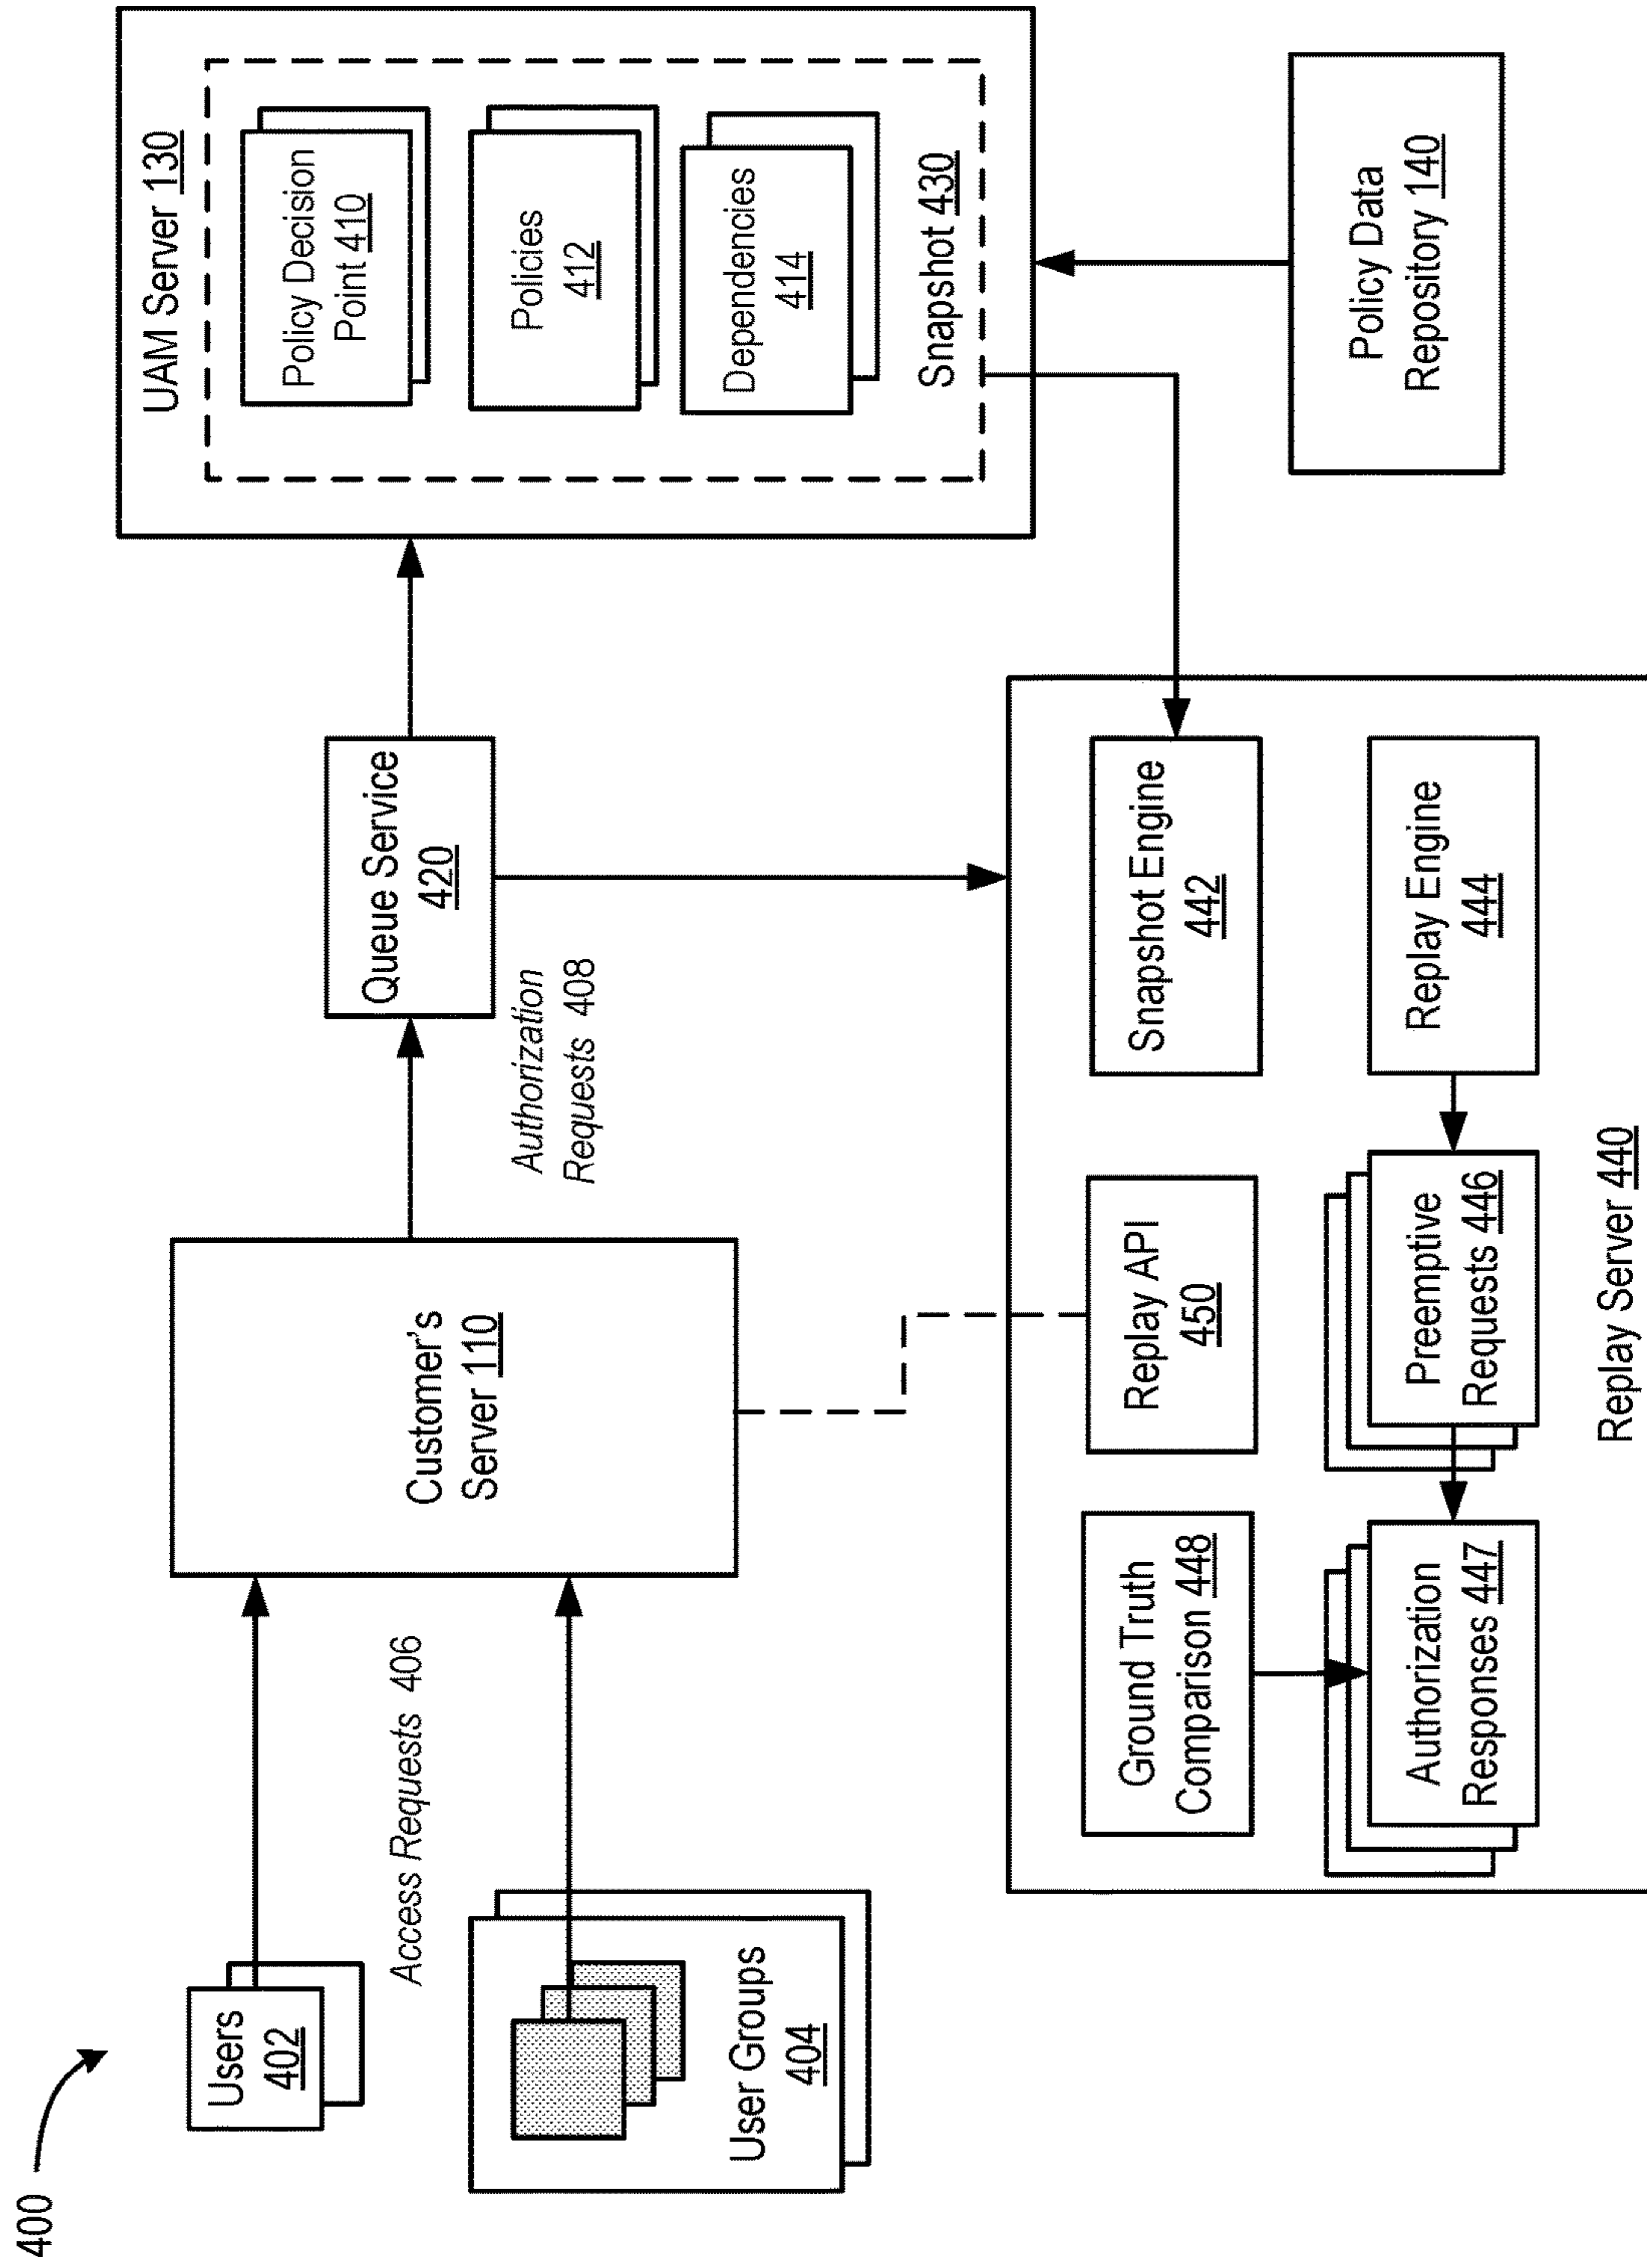 400
Users
402
Access Requests 406
User Groups
404
Customer's
Server 110
Authorization
Requests 408
Queue Service
420
UAM Server 130
Policy Decision
Point 410
Policies
412
Dependencies
414
Snapshot 430
Policy Data
Repository 140
Ground Truth
Comparison 448
Replay API
450
Snapshot Engine
442
Authorization
Responses 447
Preemptive
Requests 446
Replay Engine
444
Replay Server 440